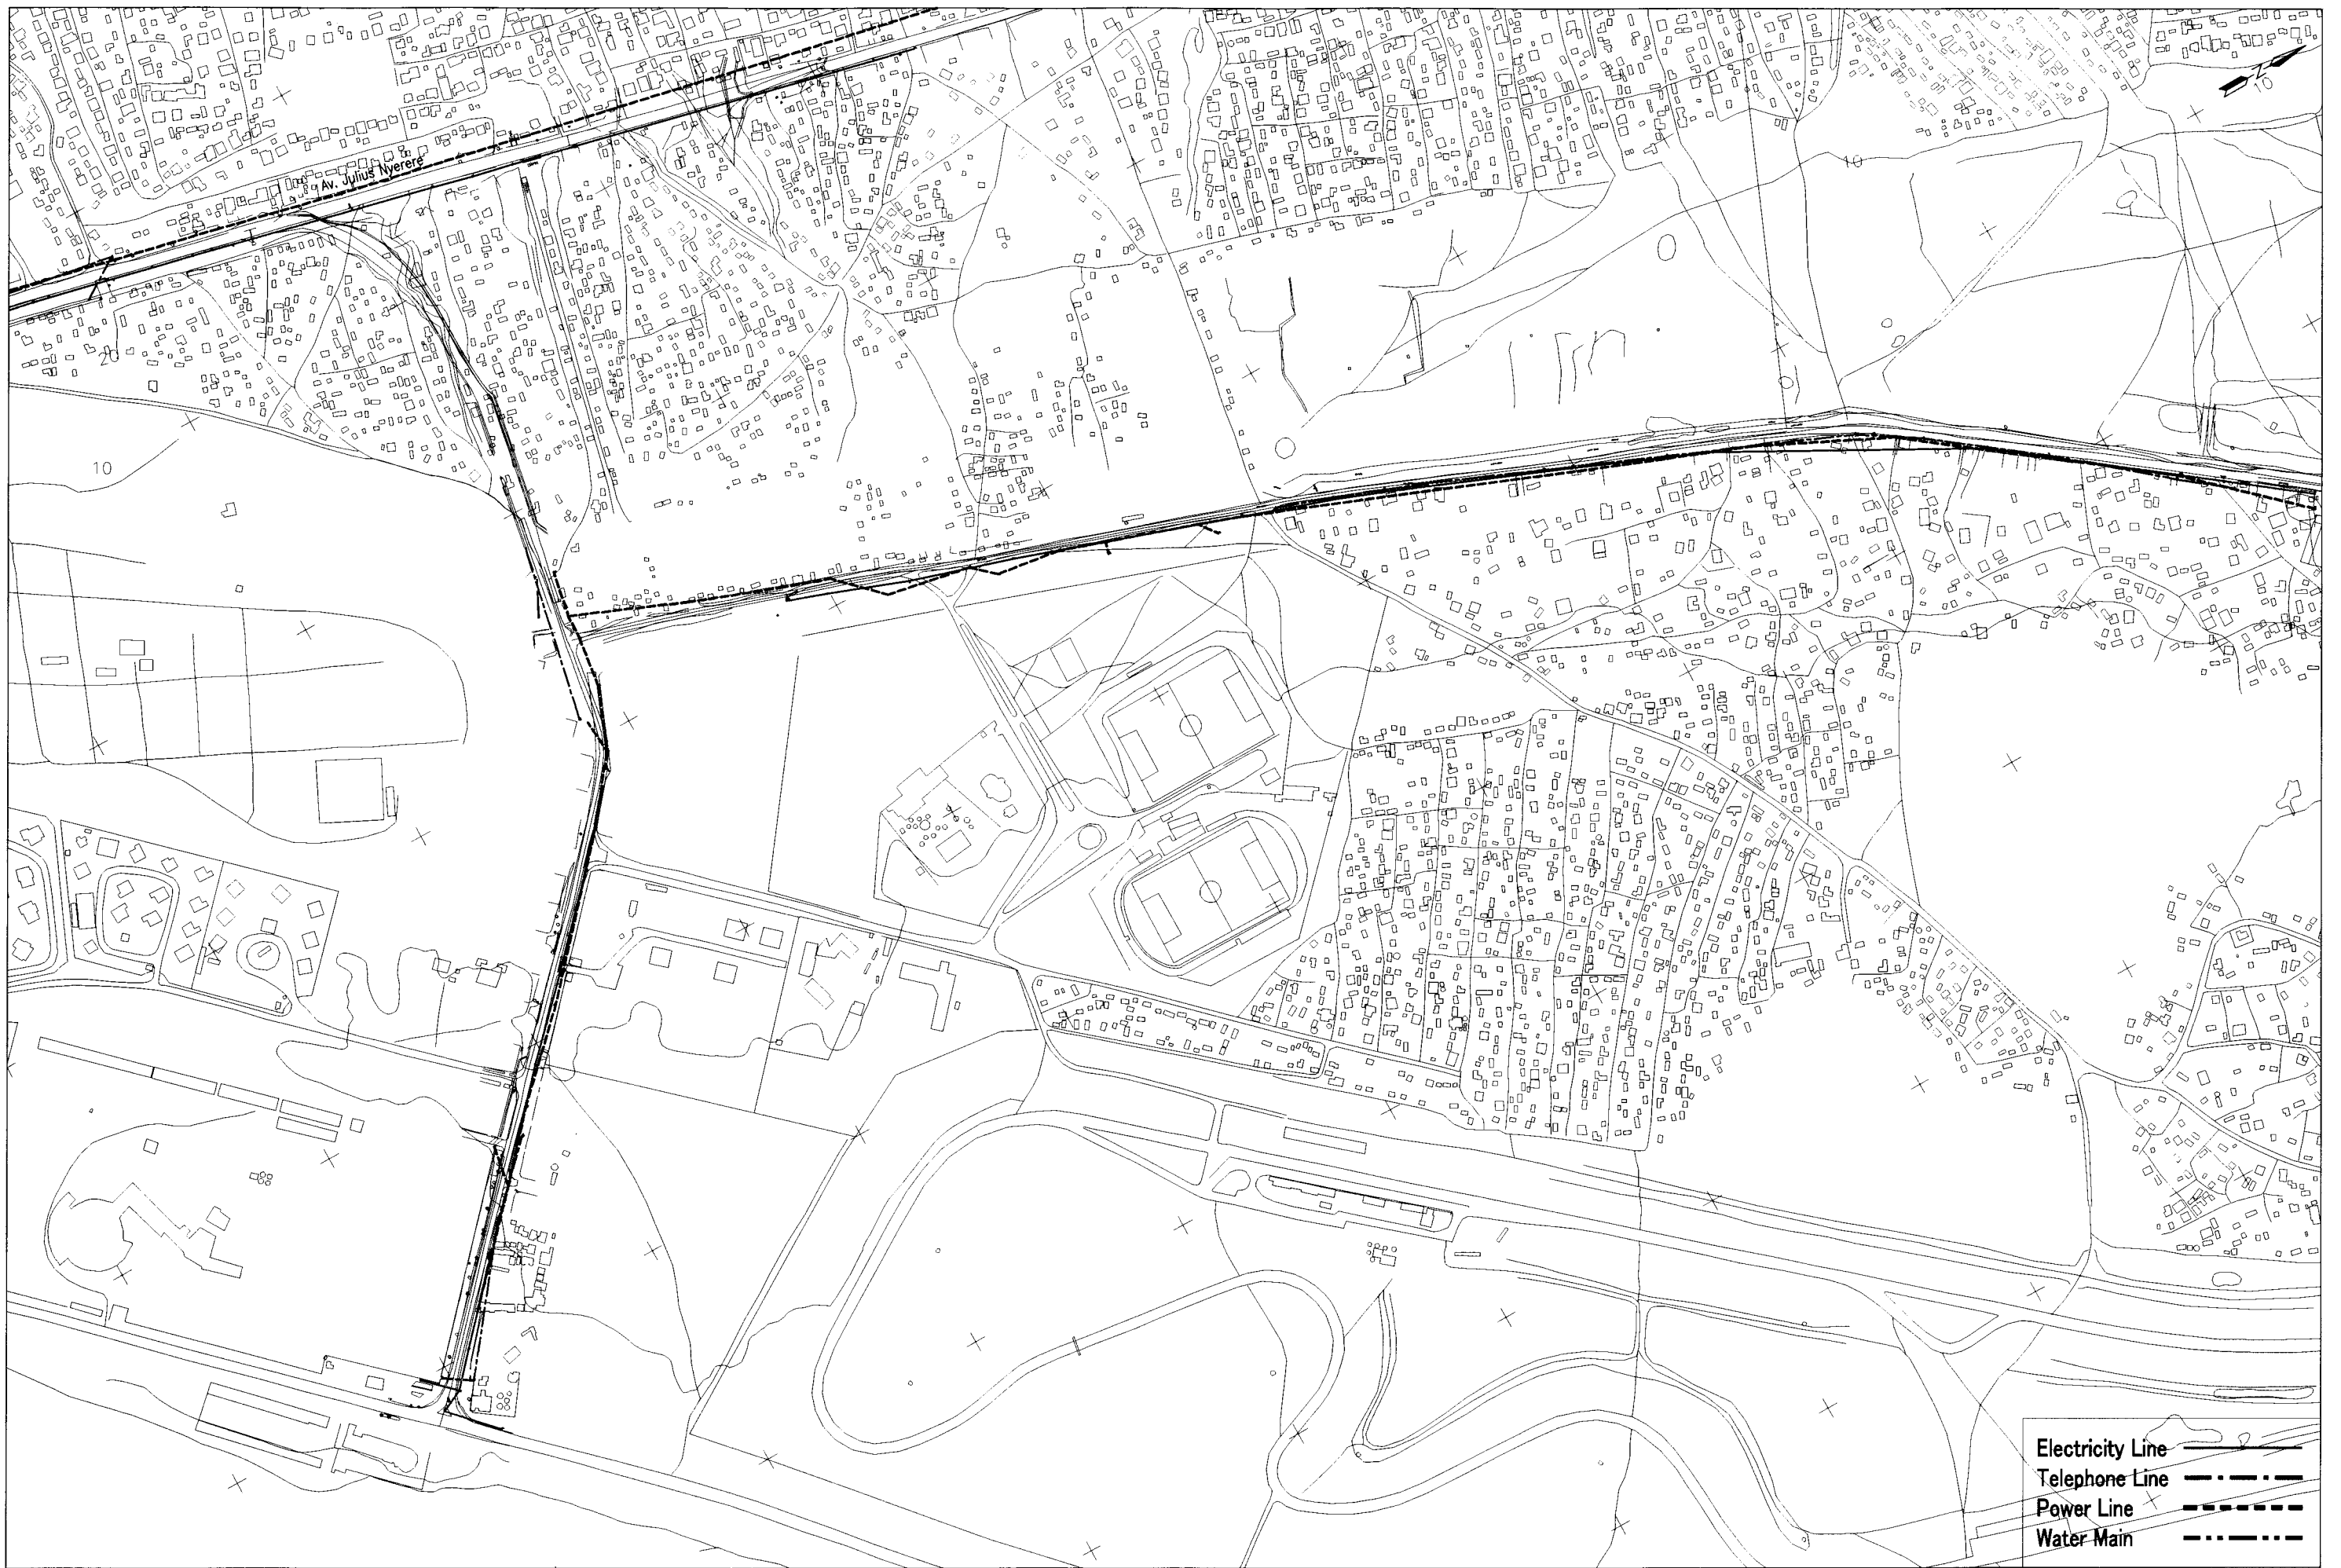 10
10
Av. Julius Nyerere
20
10
Electricity Line
Telephone Line
Power Line
Water Main